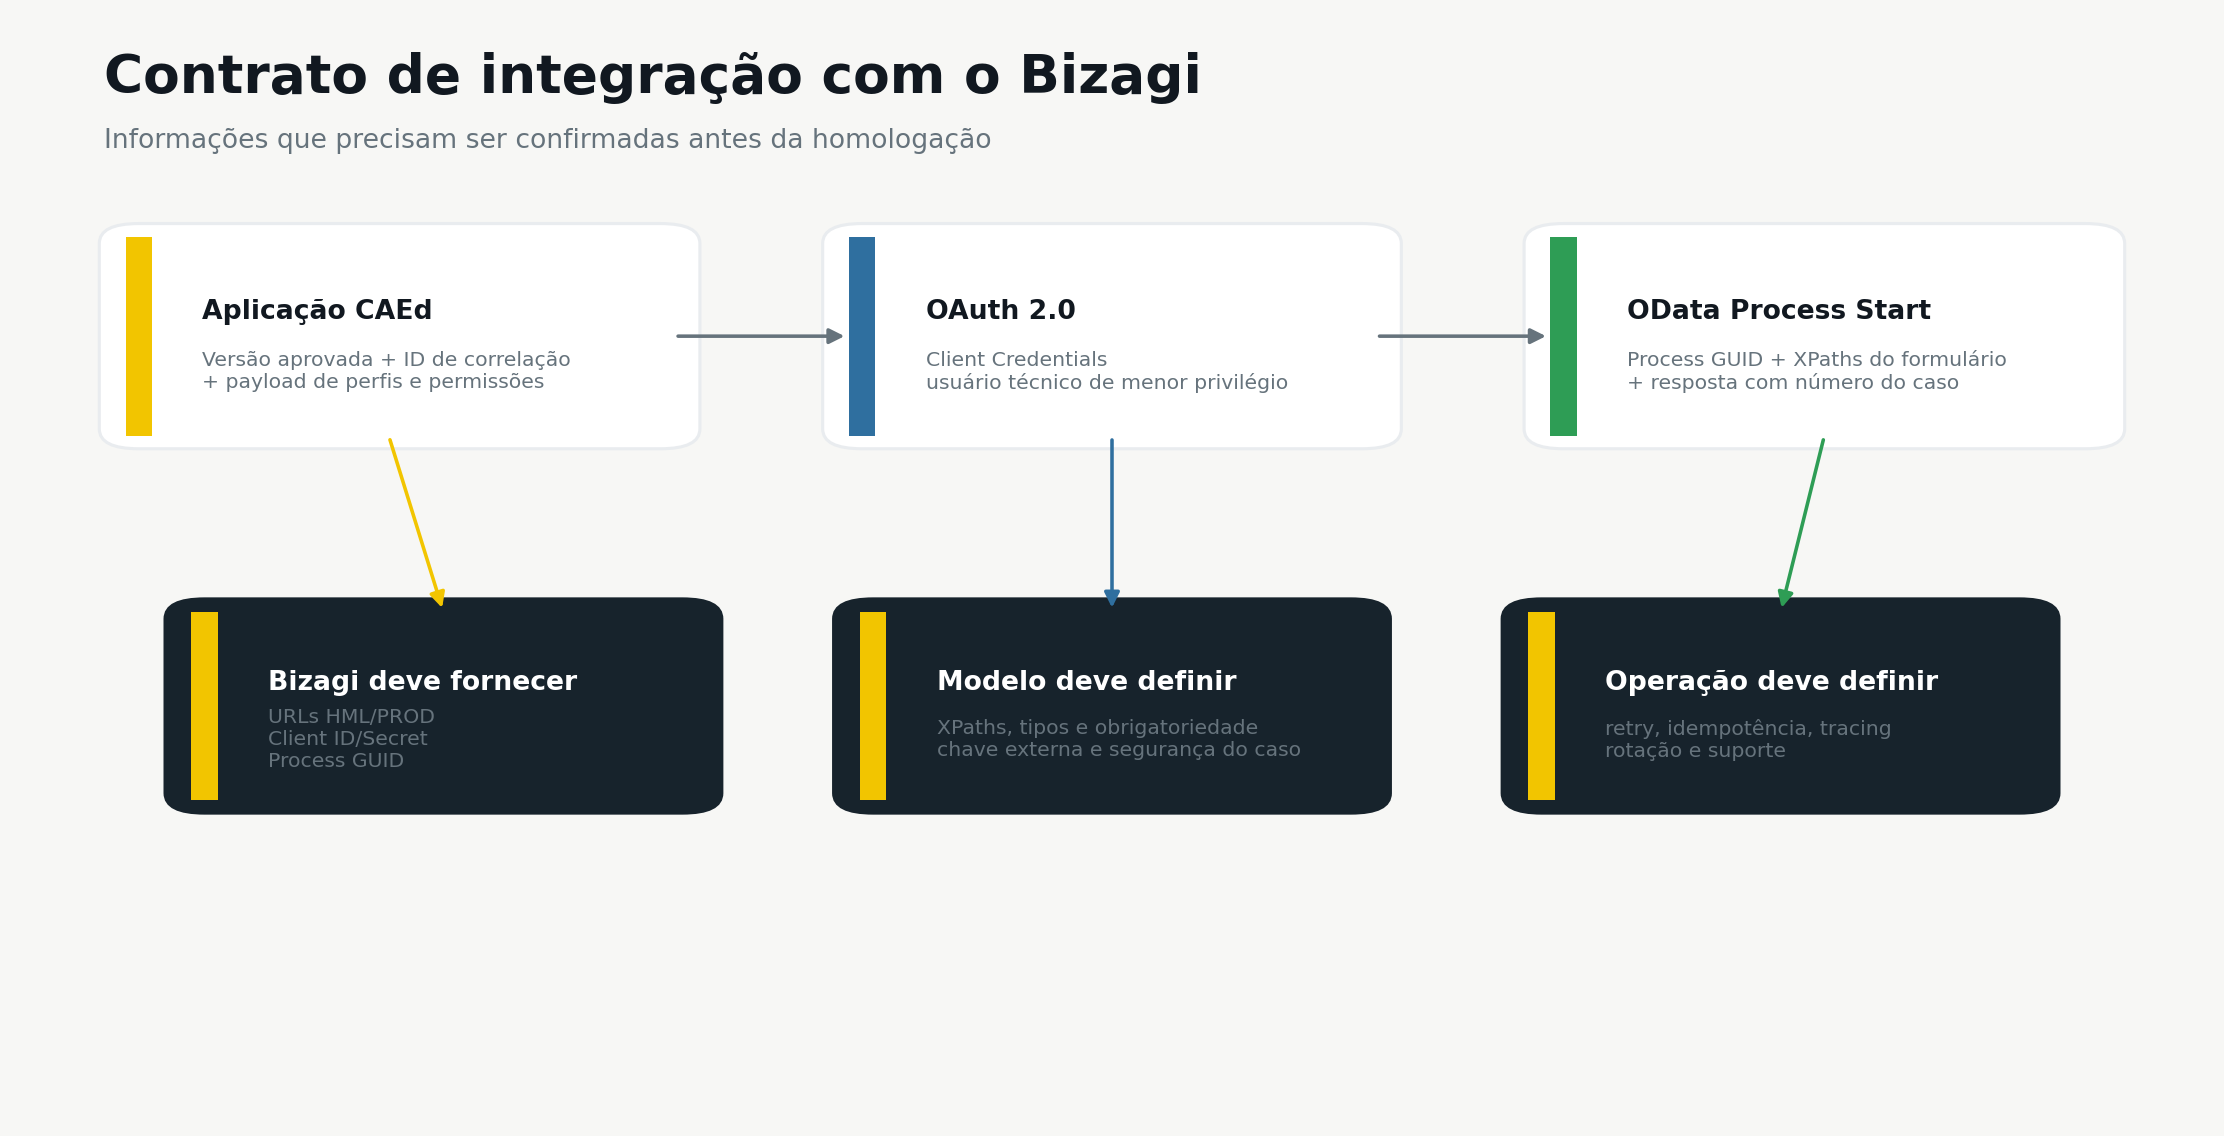 Contrato de integração com o Bizagi
Informações que precisam ser confirmadas antes da homologação
Aplicação CAEd
Versão aprovada + ID de correlação
+ payload de perfis e permissões
OAuth 2.0
Client Credentials
usuário técnico de menor privilégio
OData Process Start
Process GUID + XPaths do formulário
+ resposta com número do caso
Bizagi deve fornecer
URLs HML/PROD
Client ID/Secret
Process GUID
Modelo deve definir
XPaths, tipos e obrigatoriedade
chave externa e segurança do caso
Operação deve definir
retry, idempotência, tracing
rotação e suporte